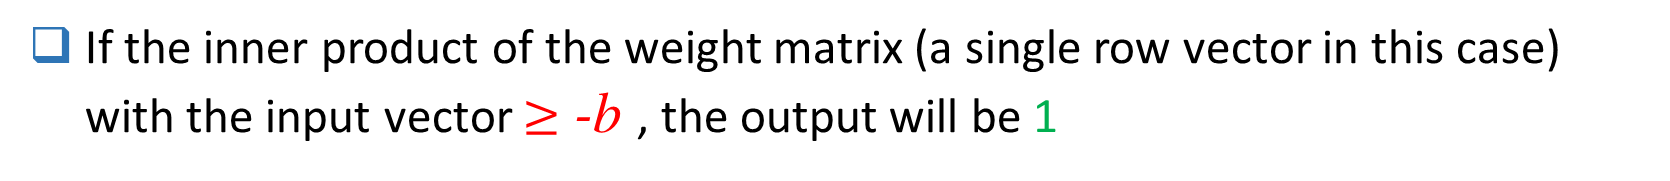 ❑ If the inner product of the weight matrix (a single row vector in this case)
with the input vector ≥ -b , the output will be 1